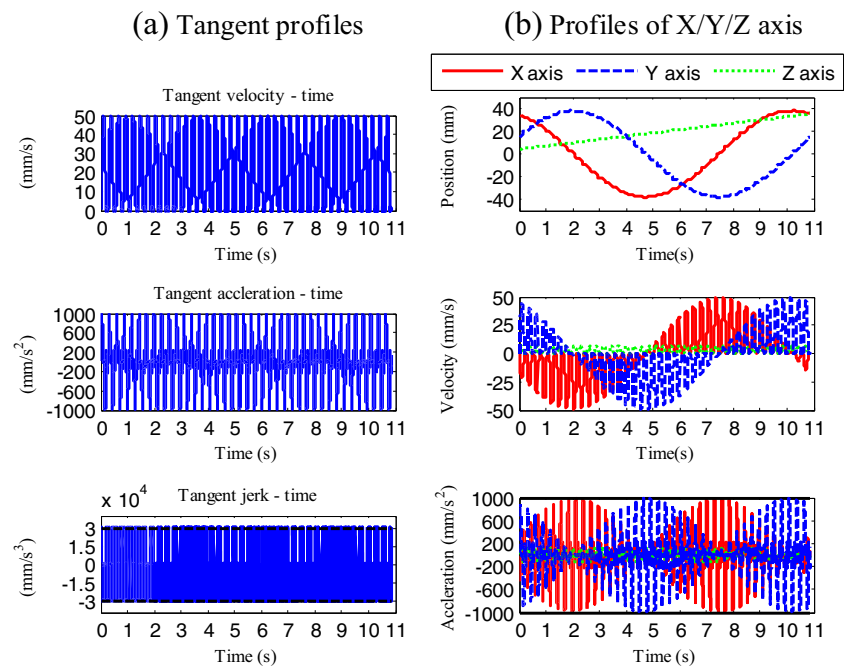 (a) Tangent profiles
(b) Profiles of X/Y/Z axis
X axis Y axis Z axis
Tangent velocity - time
(mm/s)
50
40
30
20
10
0
0 1 2 3 4 5 6 7 8 9 10 11
Time (s)
Position (mm)
40
20
0
-20
-40
0 1 2 3 4 5 6 7 8 9 10 11
Time(s)
Tangent accleration - time
(mm/s²)
1000
600
200
-200
-600
-1000
0 1 2 3 4 5 6 7 8 9 10 11s
Time (s)
Velocity (mm/s)
50
25
0
-25
-50
0 1 2 3 4 5 6 7 8 9 10 11
Time(s)
Tangent jerk - time
x 10⁴
(mm/s³)
3
1.5
0
-1.5
-3
0 1 2 3 4 5 6 7 8 9 10 11
Time (s)
Accleration (mm/s²)
1000
600
200
-200
-600
-1000
0 1 2 3 4 5 6 7 8 9 10 11
Time (s)